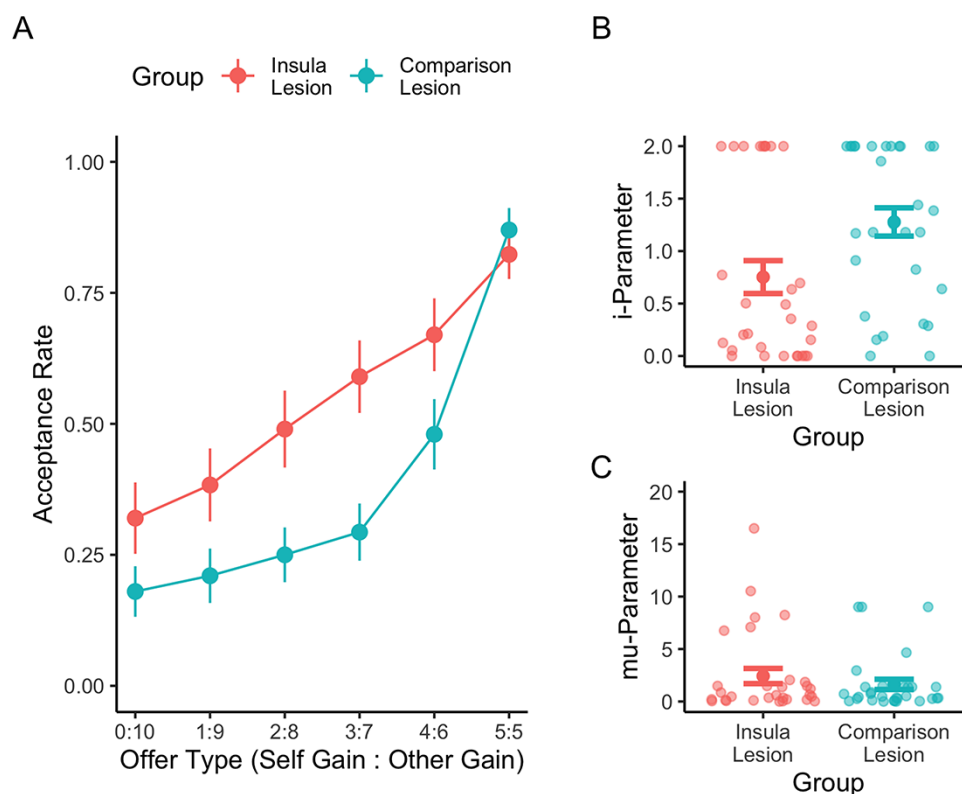 A
Group
Insula
Lesion
Comparison
Lesion
1.00
0.75
0.50
0.25
0.00
Acceptance Rate
0:10
1:9
2:8
3:7
4:6
5:5
Offer Type (Self Gain : Other Gain)
B
2.0
1.5
1.0
0.5
0.0
i-Parameter
Insula
Lesion
Comparison
Lesion
Group
C
20
15
10
5
0
mu-Parameter
Insula
Lesion
Comparison
Lesion
Group